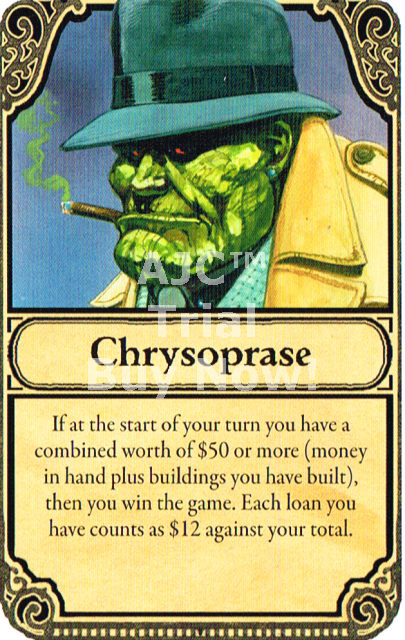 AJC™
Trial
Buy Now!
Chrysoprase
If at the start of your turn you have a
combined worth of $50 or more (money
in hand plus buildings you have built),
then you win the game. Each loan you
have counts as $12 against your total.